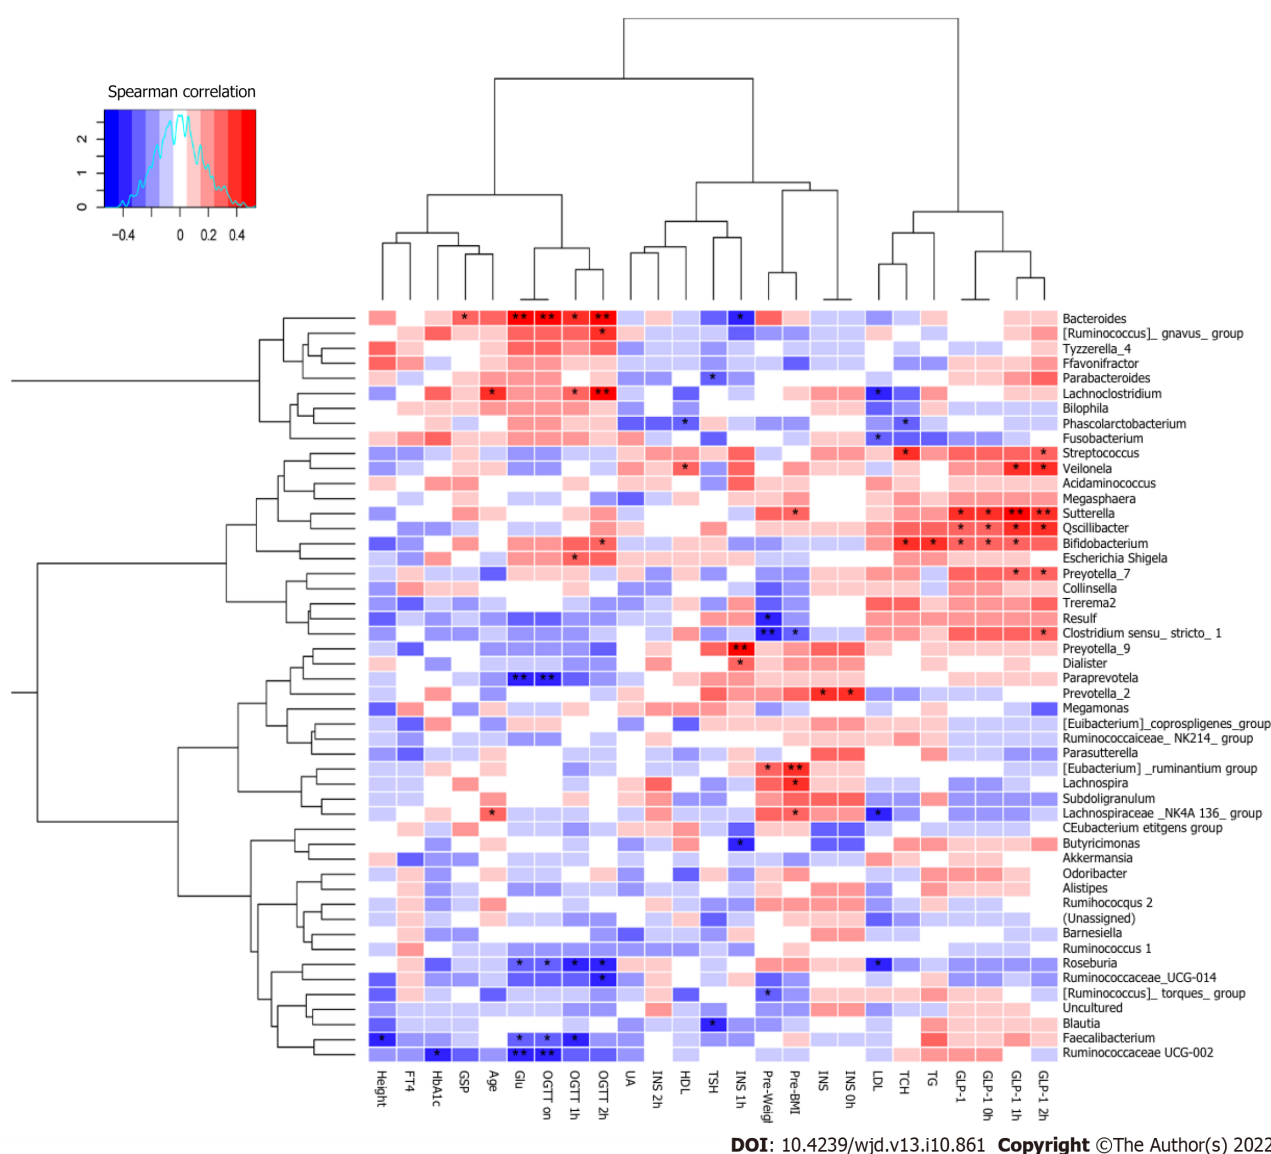 Spearman correlation
2
1
0
−0.4
0
0.2
0.4
Bacteroides
[Ruminococcus]_ gnavus_ group
Tyzzerella_4
Ffavonifractor
Parabacteroides
Lachnoclostridium
Bilophila
Phascolarctobacterium
Fusobacterium
Streptococcus
Veilonela
Acidaminococcus
Megasphaera
Sutterella
Qscillibacter
Bifidobacterium
Escherichia Shigela
Preyotella_7
Collinsella
Trerema2
Resulf
Clostridium sensu_ stricto_ 1
Preyotella_9
Dialister
Paraprevotela
Prevotella_2
Megamonas
[Euibacterium]_coprospligenes_group
Ruminococcaiceae_ NK214_ group
Parasutterella
[Eubacterium] _ruminantium group
Lachnospira
Subdoligranulum
Lachnospiraceae _NK4A 136_ group
CEubacterium etitgens group
Butyricimonas
Akkermansia
Odoribacter
Alistipes
Rumihococqus 2
(Unassigned)
Barnesiella
Ruminococcus 1
Roseburia
Ruminococcaceae_UCG-014
[Ruminococcus]_ torques_ group
Uncultured
Blautia
Faecalibacterium
Ruminococcaceae UCG-002
Height
FT4
HbA1c
GSP
Age
Glu
OGTT on
OGTT 1h
OGTT 2h
UA
INS 2h
HDL
TSH
INS 1h
Pre-Weigl
Pre-BMI
INS
INS 0h
LDL
TCH
TG
GLP-1
GLP-1 0h
GLP-1 1h
GLP-1 2h
DOI: 10.4239/wjd.v13.i10.861 Copyright ©The Author(s) 2022